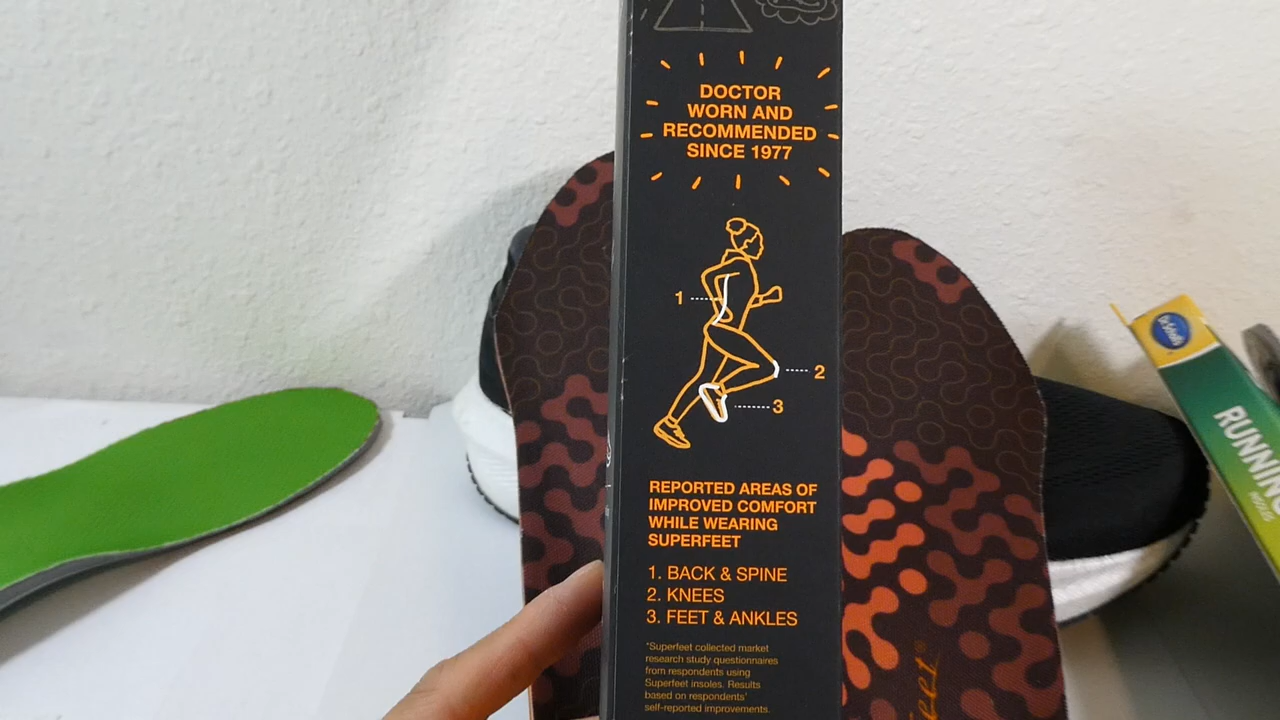 DOCTOR
WORN AND
RECOMMENDED
SINCE 1977
1
2
3
REPORTED AREAS OF
IMPROVED COMFORT
WHILE WEARING
SUPERFEET
1. BACK & SPINE
2. KNEES
3. FEET & ANKLES
*Superfeet collected market
research study questionnaires
from respondents using
Superfeet insoles. Results
based on respondents'
self-reported improvements.
Dr. Scholl's
RUNNING